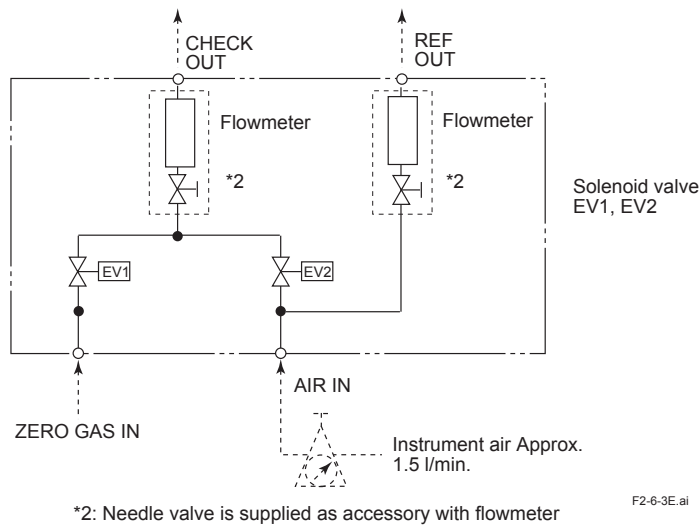 CHECK
OUT
REF
OUT
Flowmeter
Flowmeter
*2
*2
Solenoid valve
EV1, EV2
EV1
EV2
AIR IN
ZERO GAS IN
Instrument air Approx.
1.5 l/min.
F2-6-3E.ai
*2: Needle valve is supplied as accessory with flowmeter